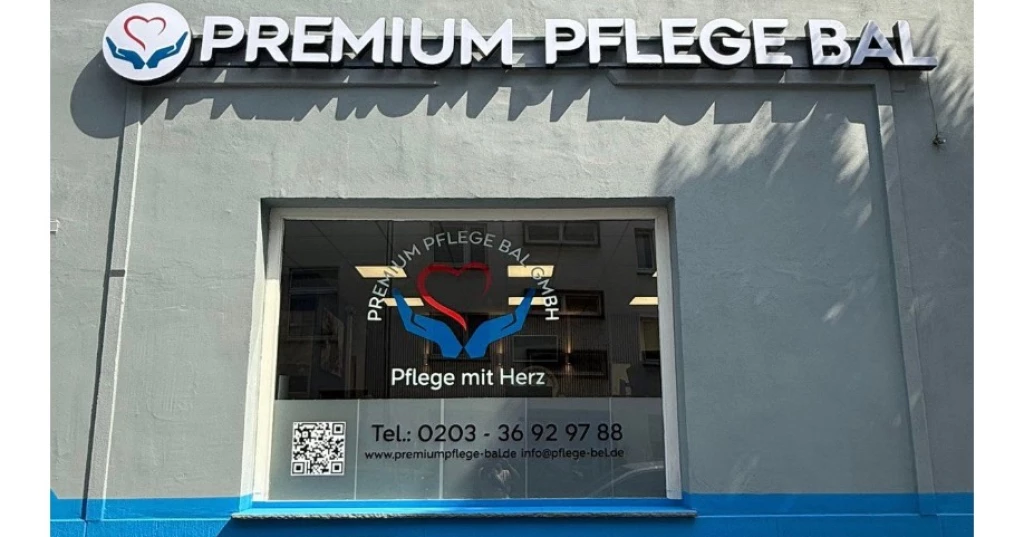 PREMIUM PFLEGE BAL
PREMIUM PFLEGE BAL GMBH
Pflege mit Herz
Tel.: 0203 - 36 92 97 88
www.premiumpflege-bal.de info@pflege-bel.de